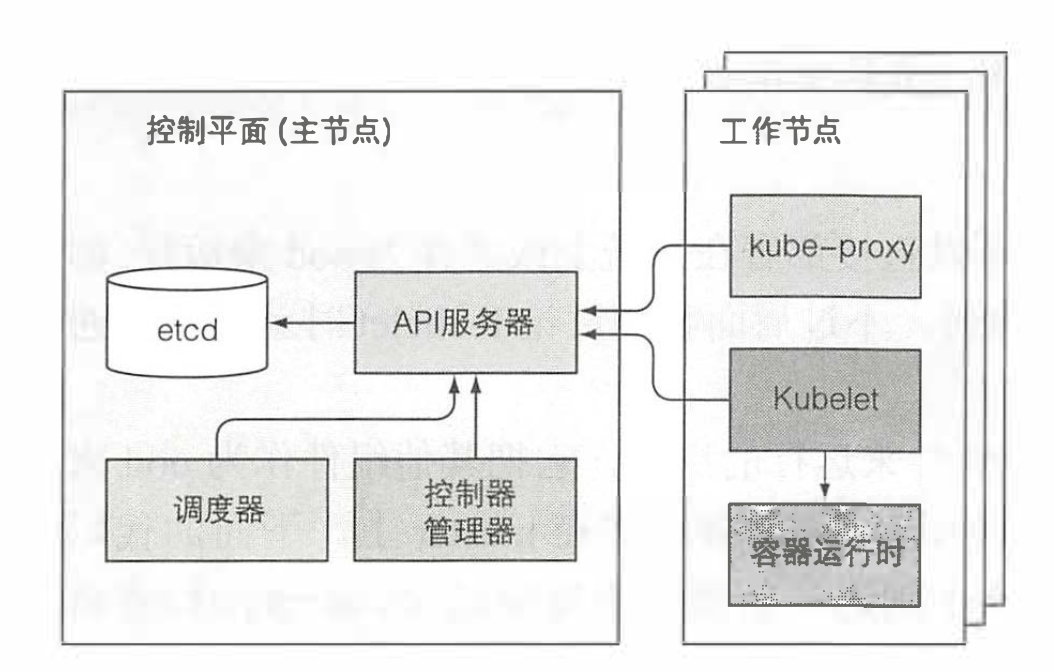 控制平面 (主节点)
工作节点
kube-proxy
etcd
API服务器
Kubelet
调度器
控制器
管理器
容器运行时